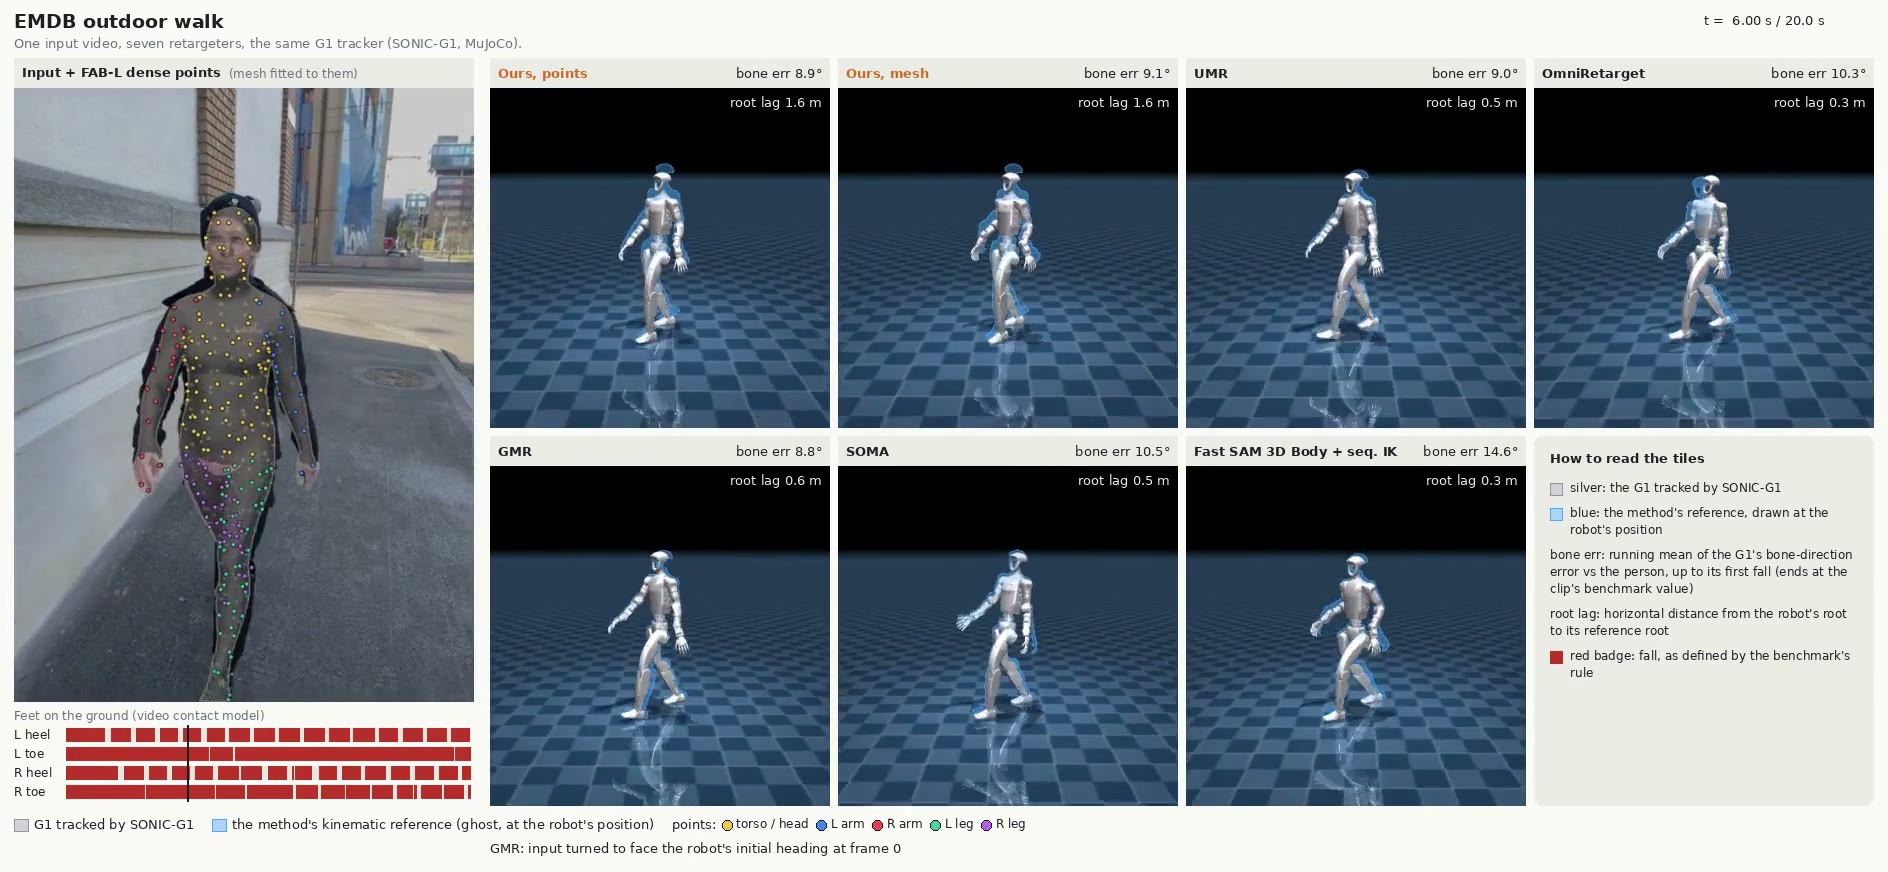 EMDB outdoor walk
t = 6.00 s / 20.0 s
One input video, seven retargeters, the same G1 tracker (SONIC-G1, MuJoCo).
Input + FAB-L dense points (mesh fitted to them)
Ours, points bone err 8.9°
root lag 1.6 m
Ours, mesh bone err 9.1°
root lag 1.6 m
UMR bone err 9.0°
root lag 0.5 m
OmniRetarget bone err 10.3°
root lag 0.3 m
GMR bone err 8.8°
root lag 0.6 m
SOMA bone err 10.5°
root lag 0.5 m
Fast SAM 3D Body + seq. IK bone err 14.6°
root lag 0.3 m
How to read the tiles
silver: the G1 tracked by SONIC-G1
blue: the method's reference, drawn at the
robot's position
bone err: running mean of the G1's bone-direction
error vs the person, up to its first fall (ends at the
clip's benchmark value)
root lag: horizontal distance from the robot's root
to its reference root
red badge: fall, as defined by the benchmark's
rule
Feet on the ground (video contact model)
L heel
L toe
R heel
R toe
G1 tracked by SONIC-G1 the method's kinematic reference (ghost, at the robot's position) points: torso / head L arm R arm L leg R leg
GMR: input turned to face the robot's initial heading at frame 0